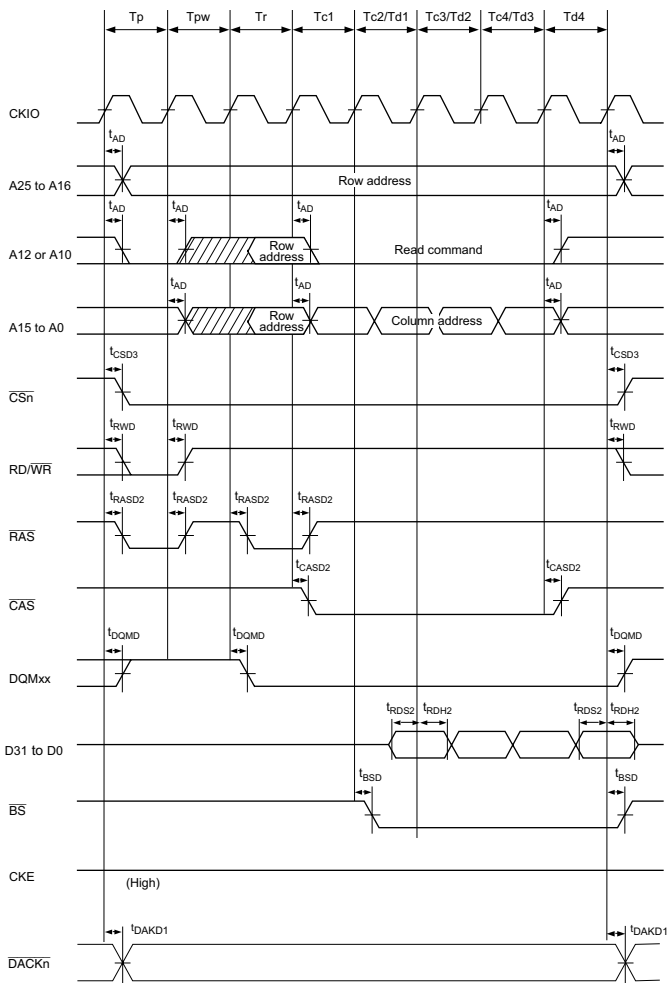 Tp Tpw Tr Tc1 Tc2/Td1 Tc3/Td2 Tc4/Td3 Td4
CKIO
tAD tAD
A25 to A16 Row address
tAD tAD tAD tAD
A12 or A10 Row address Read command
tAD tAD tAD
A15 to A0 Row address Column address
tCSD3 tCSD3
CSn
tRWD tRWD tRWD
RD/WR
tRASD2 tRASD2 tRASD2 tRASD2
RAS
tCASD2 tCASD2
CAS
tDQMD tDQMD tDQMD
DQMxx
tRDS2 tRDH2 tRDS2 tRDH2
D31 to D0
tBSD tBSD
BS
CKE
(High)
tDAKD1 tDAKD1
DACKn